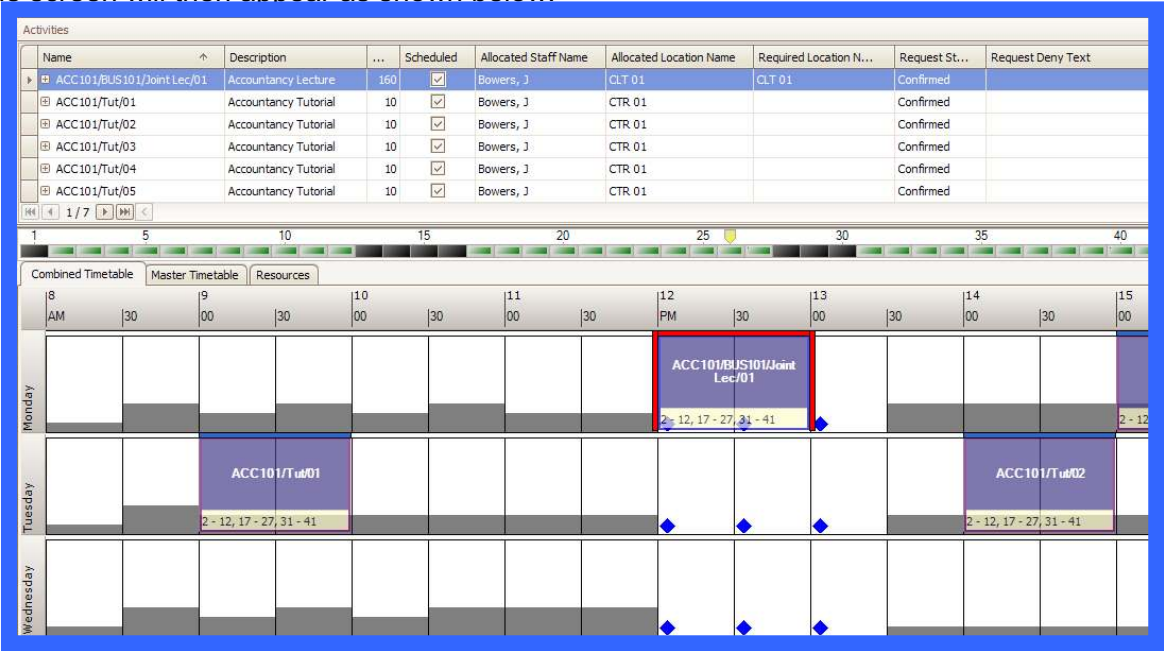 screen will then appear as shown below.
Activities
Name Description ... Scheduled Allocated Staff Name Allocated Location Name Required Location N... Request St... Request Deny Text
ACC101/BUS101/Joint Lec/01 Accountancy Lecture 160 Bowers, J CLT 01 CLT 01 Confirmed
ACC101/Tut/01 Accountancy Tutorial 10 Bowers, J CTR 01 Confirmed
ACC101/Tut/02 Accountancy Tutorial 10 Bowers, J CTR 01 Confirmed
ACC101/Tut/03 Accountancy Tutorial 10 Bowers, J CTR 01 Confirmed
ACC101/Tut/04 Accountancy Tutorial 10 Bowers, J CTR 01 Confirmed
ACC101/Tut/05 Accountancy Tutorial 10 Bowers, J CTR 01 Confirmed
1/7
1 5 10 15 20 25 30 35 40
Combined Timetable Master Timetable Resources
8 9 10 11 12 13 14 15
AM 30 00 30 00 30 00 30 PM 30 00 30 00 30 00
Monday
ACC101/BUS101/Joint
Lec/01
2 - 12, 17 - 27, 31 - 41
2 - 12
Tuesday
ACC101/Tut/01
2 - 12, 17 - 27, 31 - 41
ACC101/Tut/02
2 - 12, 17 - 27, 31 - 41
Wednesday